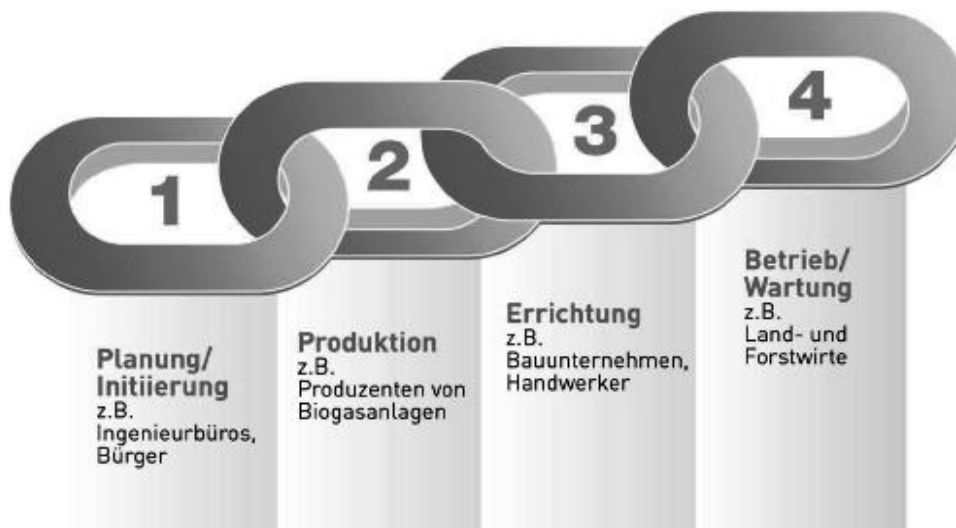 1
Planung/
Initiierung
z.B.
Ingenieurbüros,
Bürger
2
Produktion
z.B.
Produzenten von
Biogasanlagen
3
Errichtung
z.B.
Bauunternehmen,
Handwerker
4
Betrieb/
Wartung
z.B.
Land- und
Forstwirte